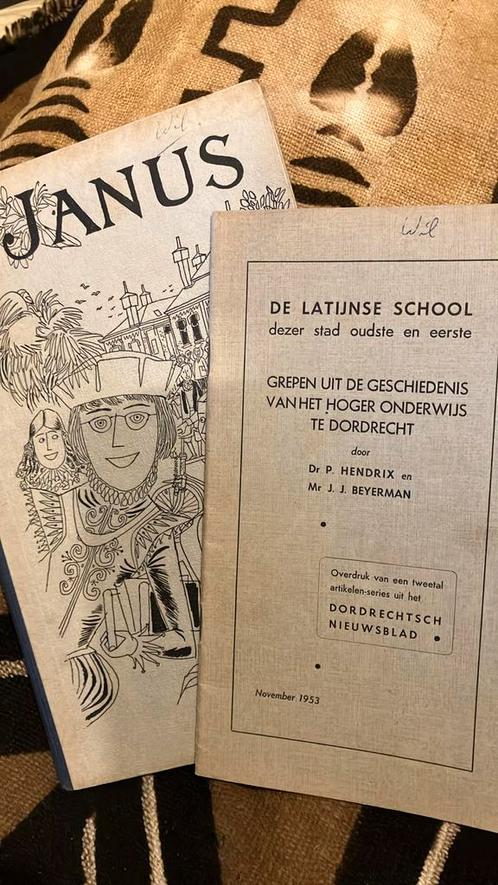 Wil
JANUS
Wil
DE LATIJNSE SCHOOL
dezer stad oudste en eerste
GREPEN UIT DE GESCHIEDENIS
VAN HET HOGER ONDERWIJS
TE DORDRECHT
door
Dr P. HENDRIX en
Mr J. J. BEYERMAN
Overdruk van een tweetal
artikelen-series uit het
DORDRECHTSCH
NIEUWSBLAD
November 1953